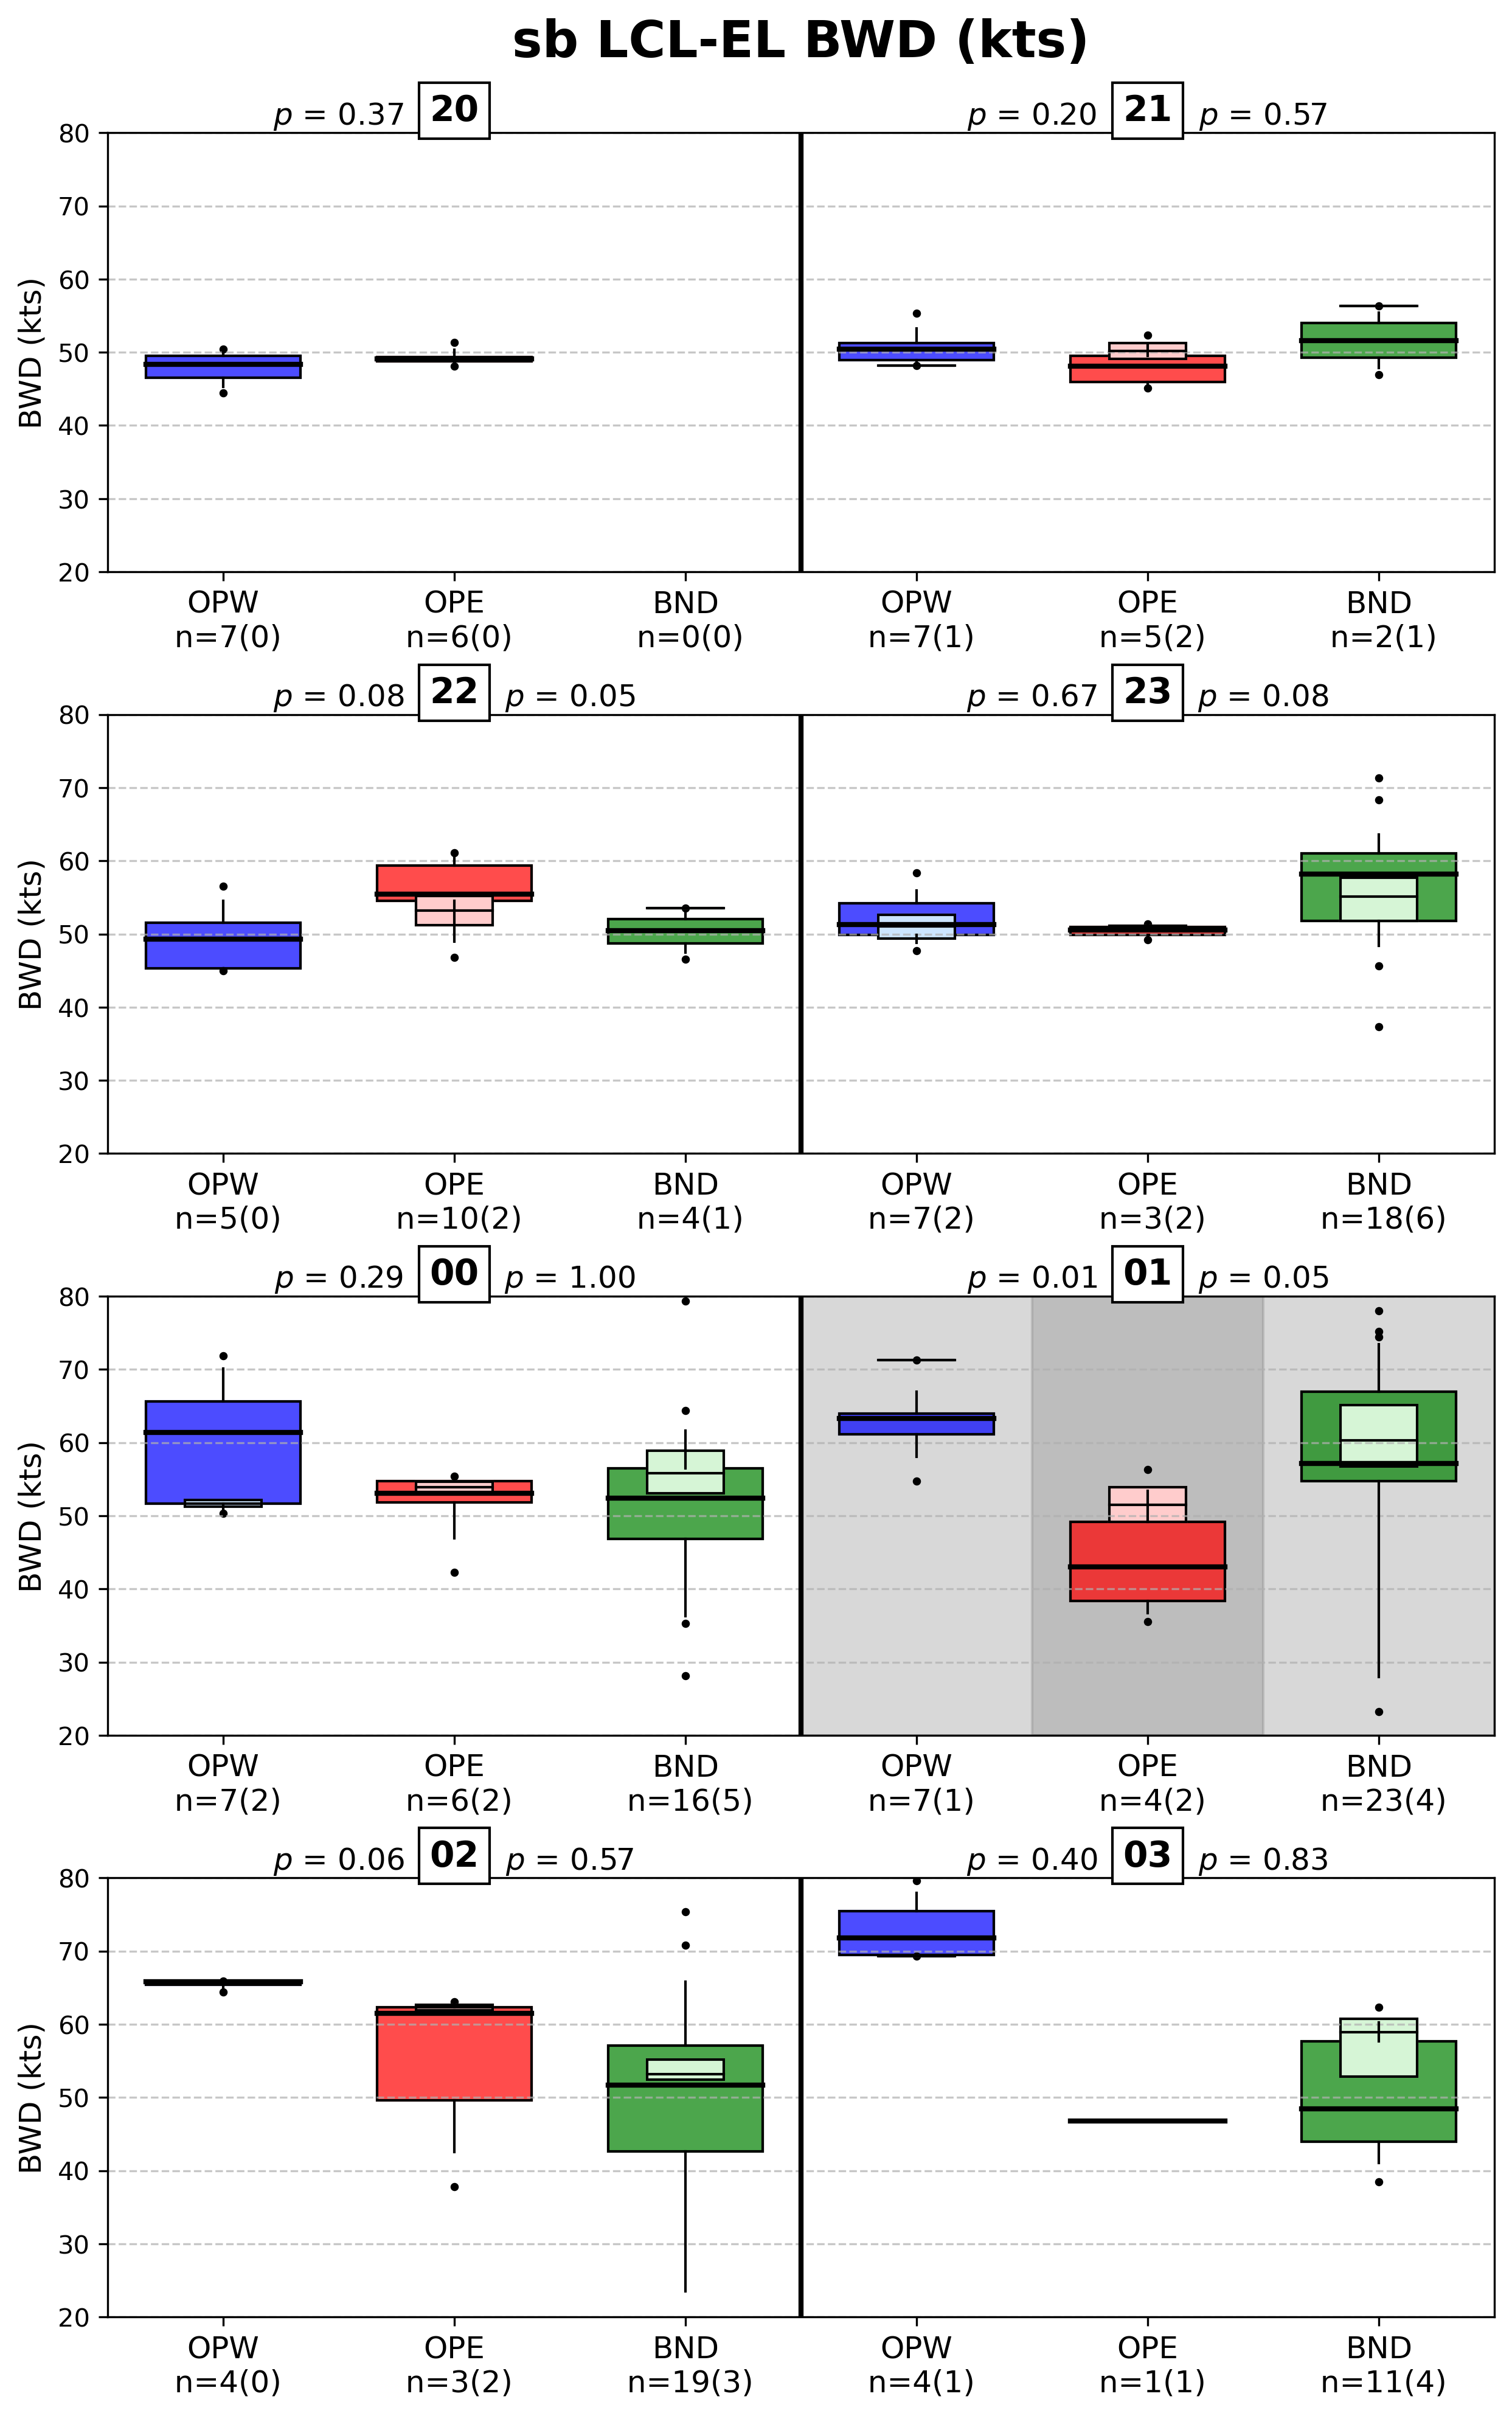 sb LCL-EL BWD (kts)
p = 0.37 20
p = 0.20 21 p = 0.57
80
70
60
50
40
30
20
BWD (kts)
OPW OPE BND OPW OPE BND
n=7(0) n=6(0) n=0(0) n=7(1) n=5(2) n=2(1)
p = 0.08 22 p = 0.05
p = 0.67 23 p = 0.08
80
70
60
50
40
30
20
BWD (kts)
OPW OPE BND OPW OPE BND
n=5(0) n=10(2) n=4(1) n=7(2) n=3(2) n=18(6)
p = 0.29 00 p = 1.00
p = 0.01 01 p = 0.05
80
70
60
50
40
30
20
BWD (kts)
OPW OPE BND OPW OPE BND
n=7(2) n=6(2) n=16(5) n=7(1) n=4(2) n=23(4)
p = 0.06 02 p = 0.57
p = 0.40 03 p = 0.83
80
70
60
50
40
30
20
BWD (kts)
OPW OPE BND OPW OPE BND
n=4(0) n=3(2) n=19(3) n=4(1) n=1(1) n=11(4)